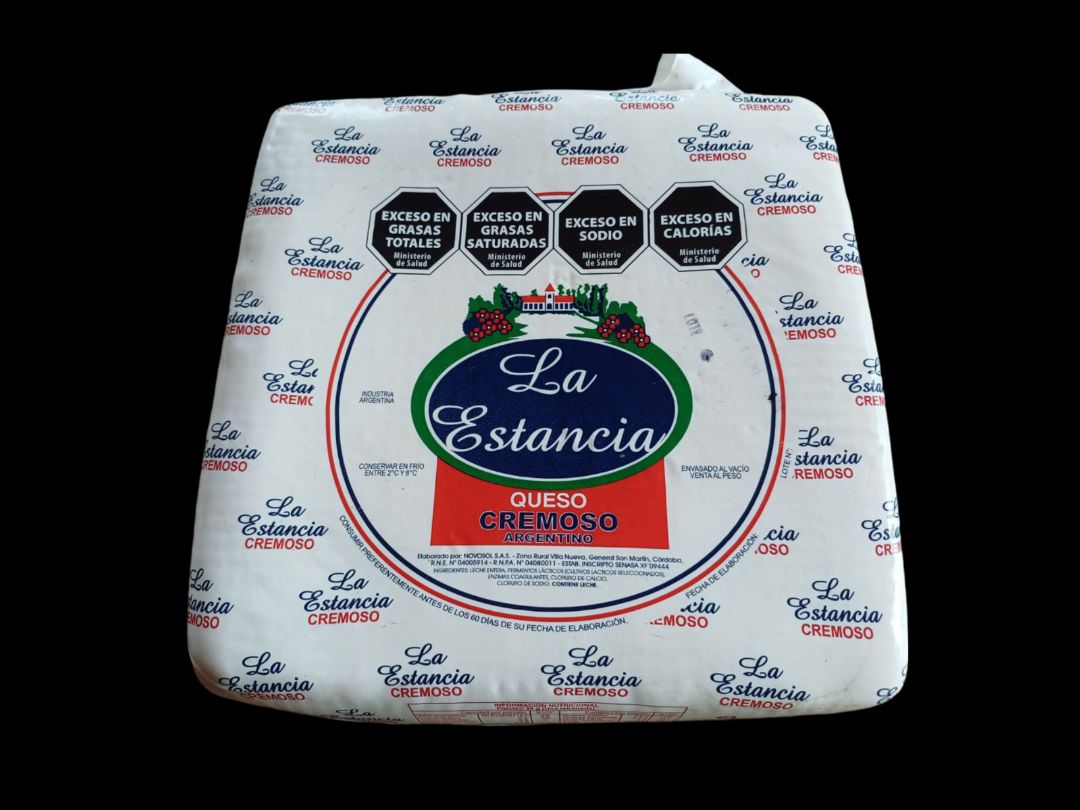 La
Estancia
CREMOSO
EXCESO EN
GRASAS
TOTALES
Ministerio
de Salud
EXCESO EN
GRASAS
SATURADAS
Ministerio
de Salud
EXCESO EN
SODIO
Ministerio
de Salud
EXCESO EN
CALORÍAS
Ministerio
de Salud
LOTE
La
Estancia
INDUSTRIA
ARGENTINA
CONSERVAR EN FRÍO
ENTRE 2°C Y 8°C
ENVASADO AL VACÍO
VENTA AL PESO
LOTE N°:
QUESO
CREMOSO
ARGENTINO
Elaborado por: NOVOSOL S.A.S. - Zona Rural Villa Nueva, General San Martín, Córdoba.
R.N.E. N° 04005914 - R.N.P.A. N° 04080011 - ESTAB. INSCRIPTO SENASA XF 09444
INGREDIENTES: LECHE ENTERA, FERMENTOS LÁCTICOS (CULTIVOS LÁCTICOS SELECCIONADOS),
ENZIMAS COAGULANTES, CLORURO DE CALCIO,
CLORURO DE SODIO. CONTIENE LECHE.
CONSUMIR PREFERENTEMENTE ANTES DE LOS 60 DÍAS DE SU FECHA DE ELABORACIÓN.
FECHA DE ELABORACIÓN:
INFORMACIÓN NUTRICIONAL